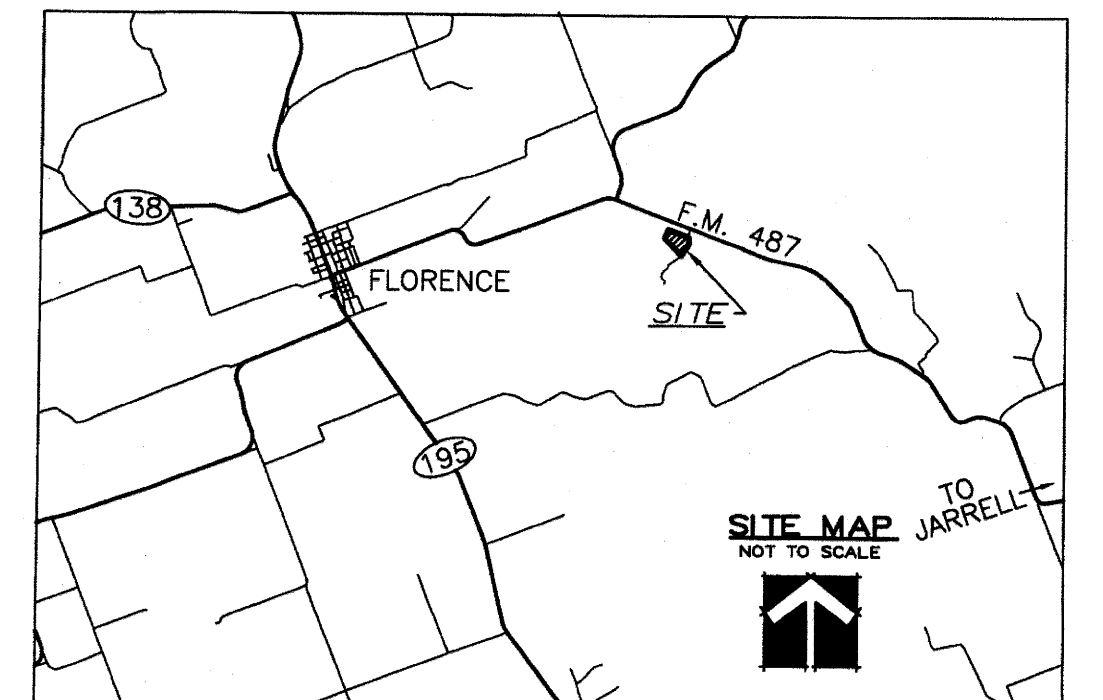 138
F.M. 487
FLORENCE
SITE
195
TO
JARRELL
SITE MAP
NOT TO SCALE